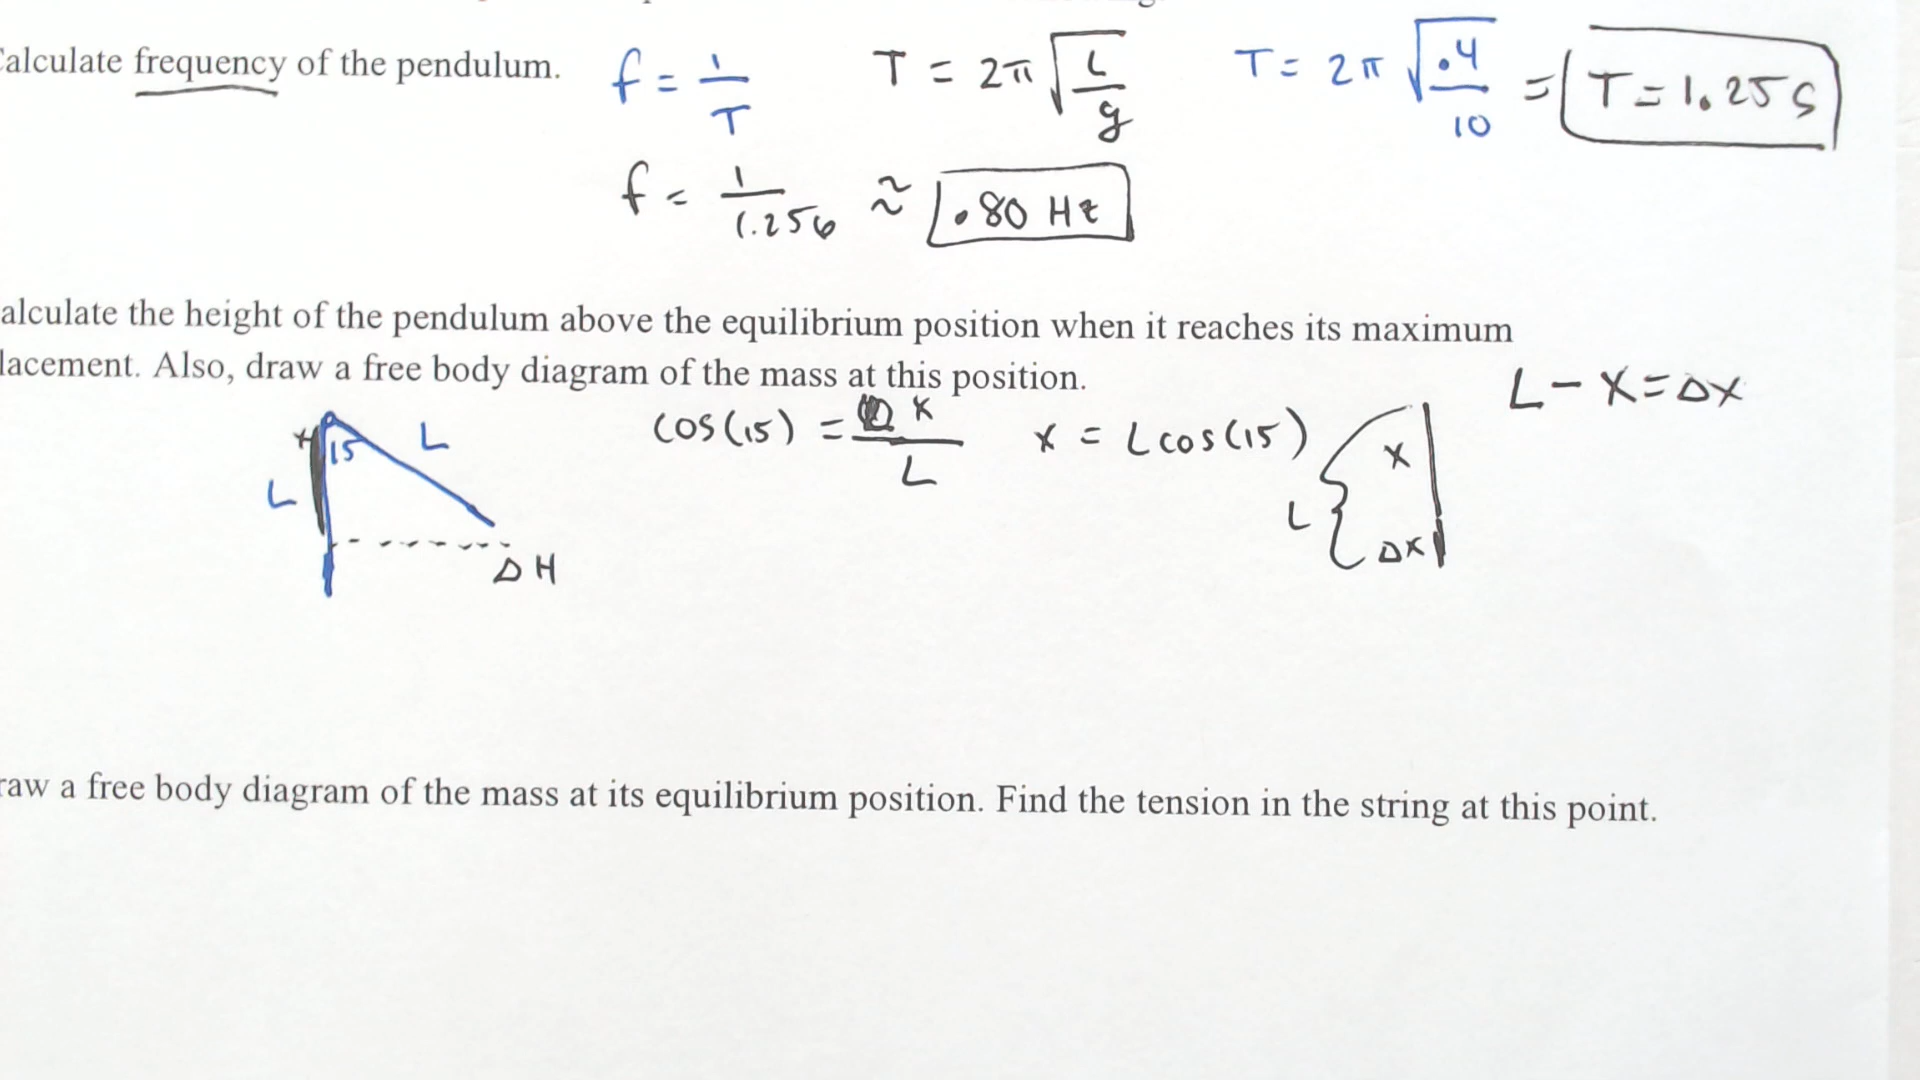 alculate frequency of the pendulum. f = 1/T T = 2π √(L/g) T = 2π √(.4/10) = T = 1.25 s
f = 1/1.256 ≈ .80 Hz
alculate the height of the pendulum above the equilibrium position when it reaches its maximum
lacement. Also, draw a free body diagram of the mass at this position.
L - X = ΔX
15 L L ΔH
cos(15) = x/L x = L cos(15)
L x Δx
raw a free body diagram of the mass at its equilibrium position. Find the tension in the string at this point.